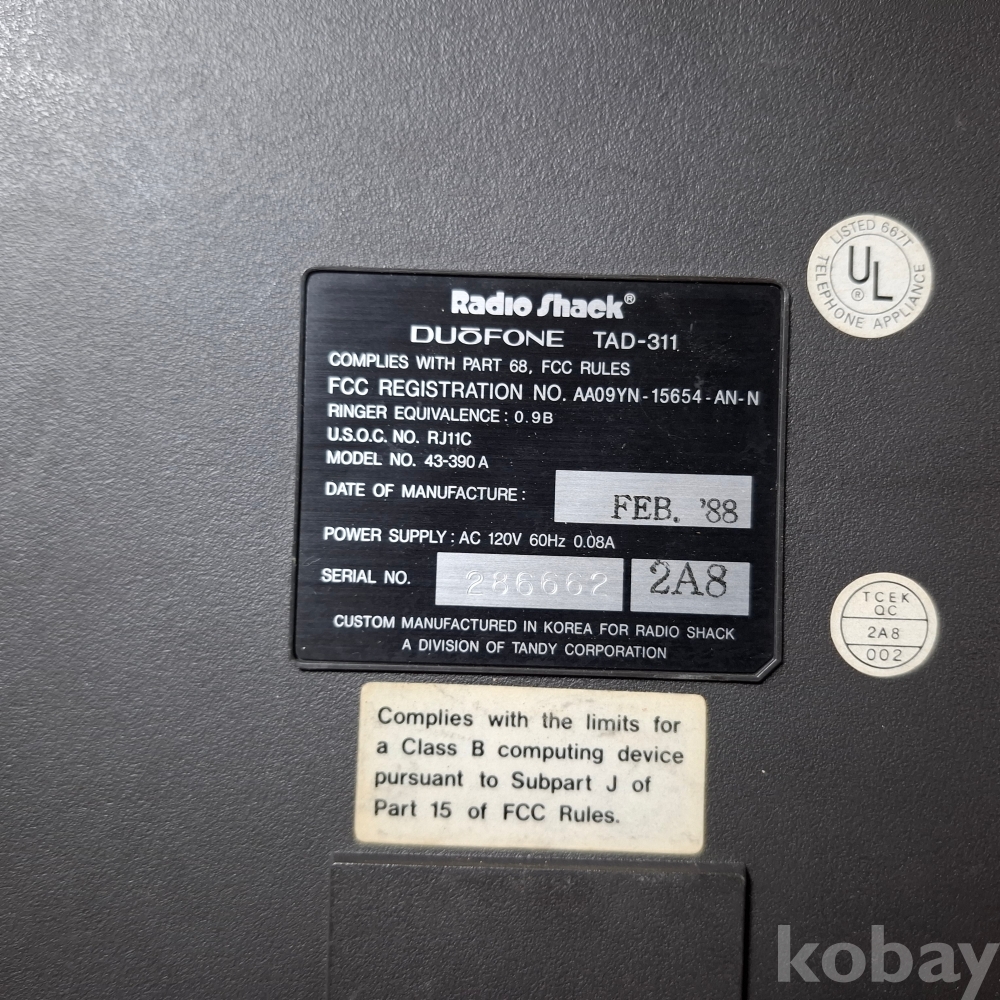 Radio Shack®
DUŌFONE TAD-311
COMPLIES WITH PART 68, FCC RULES
FCC REGISTRATION NO. AA09YN-15654-AN-N
RINGER EQUIVALENCE : 0.9B
U.S.O.C. NO. RJ11C
MODEL NO. 43-390 A
DATE OF MANUFACTURE : FEB. '88
POWER SUPPLY : AC 120V 60Hz 0.08A
SERIAL NO. 286662 2A8
CUSTOM MANUFACTURED IN KOREA FOR RADIO SHACK
A DIVISION OF TANDY CORPORATION
LISTED 667T
UL
®
TELEPHONE APPLIANCE
TCEK
QC
2A8
002
Complies with the limits for
a Class B computing device
pursuant to Subpart J of
Part 15 of FCC Rules.
kobay